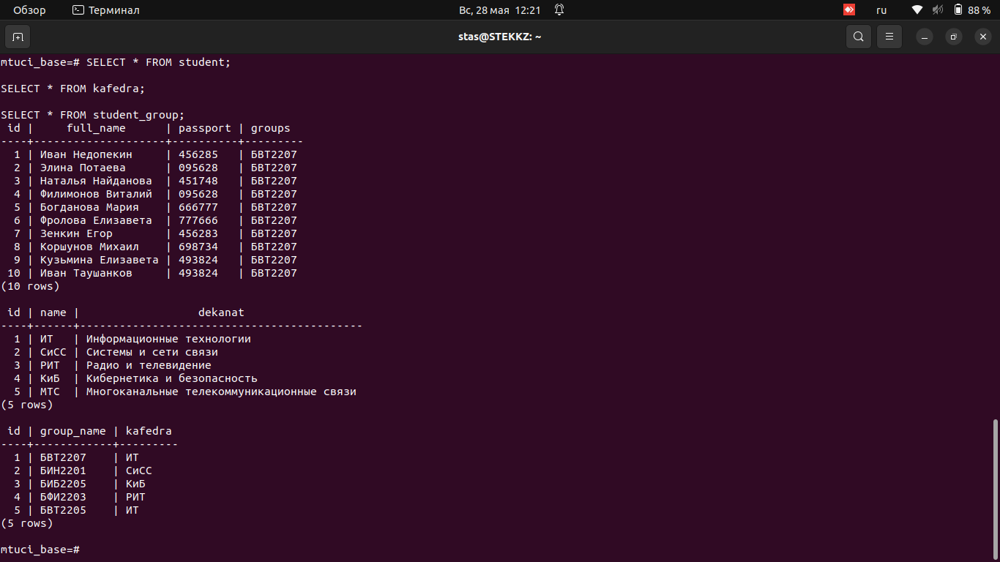 Обзор Терминал Вс, 28 мая 12:21 ru 88 %
stas@STEKKZ: ~
mtuci_base=# SELECT * FROM student;
SELECT * FROM kafedra;
SELECT * FROM student_group;
 id |     full_name      | passport | groups
----+--------------------+----------+---------
  1 | Иван Недопекин     | 456285   | БВТ2207
  2 | Элина Потаева      | 095628   | БВТ2207
  3 | Наталья Найданова  | 451748   | БВТ2207
  4 | Филимонов Виталий  | 095628   | БВТ2207
  5 | Богданова Мария    | 666777   | БВТ2207
  6 | Фролова Елизавета  | 777666   | БВТ2207
  7 | Зенкин Егор        | 456283   | БВТ2207
  8 | Коршунов Михаил    | 698734   | БВТ2207
  9 | Кузьмина Елизавета | 493824   | БВТ2207
 10 | Иван Таушанков     | 493824   | БВТ2207
(10 rows)
 id | name |                  dekanat
----+------+-------------------------------------------
  1 | ИТ   | Информационные технологии
  2 | СиСС | Системы и сети связи
  3 | РИТ  | Радио и телевидение
  4 | КиБ  | Кибернетика и безопасность
  5 | МТС  | Многоканальные телекоммуникационные связи
(5 rows)
 id | group_name | kafedra
----+------------+---------
  1 | БВТ2207    | ИТ
  2 | БИН2201    | СиСС
  3 | БИБ2205    | КиБ
  4 | БФИ2203    | РИТ
  5 | БВТ2205    | ИТ
(5 rows)
mtuci_base=#